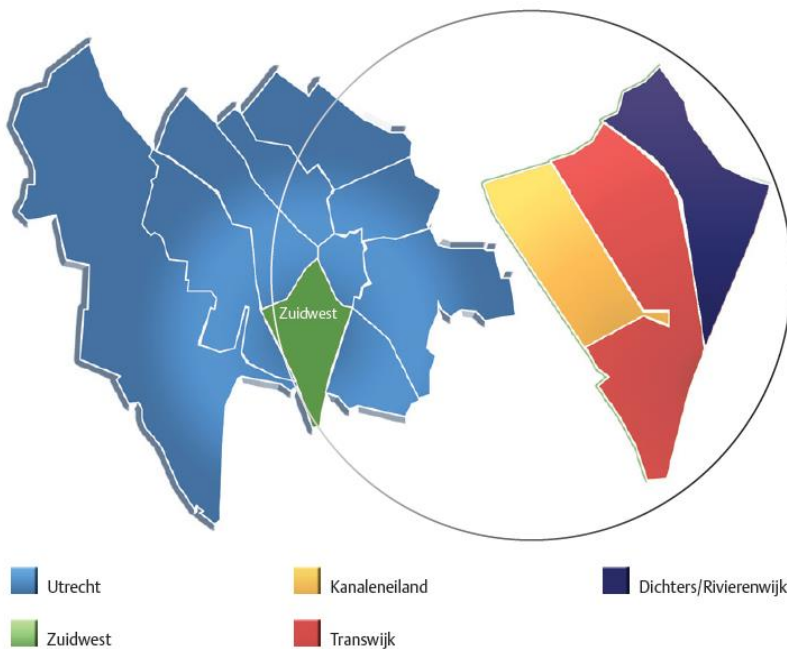 Zuidwest
Utrecht
Kanaleneiland
Dichters/Rivierenwijk
Zuidwest
Transwijk